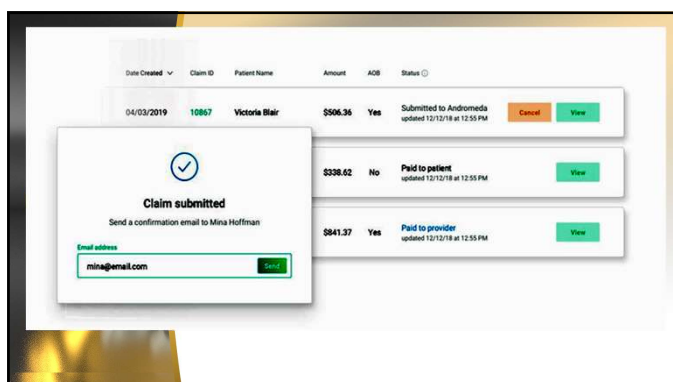 Date Created Claim ID Patient Name Amount AOB Status
04/03/2019 10867 Victoria Blair $506.36 Yes Submitted to Andromeda Cancel View
updated 12/12/18 at 12:55 PM
$338.62 No Paid to patient View
updated 12/12/18 at 12:55 PM
$841.37 Yes Paid to provider View
updated 12/12/18 at 12:55 PM
Claim submitted
Send a confirmation email to Mina Hoffman
Email address
mina@email.com Send